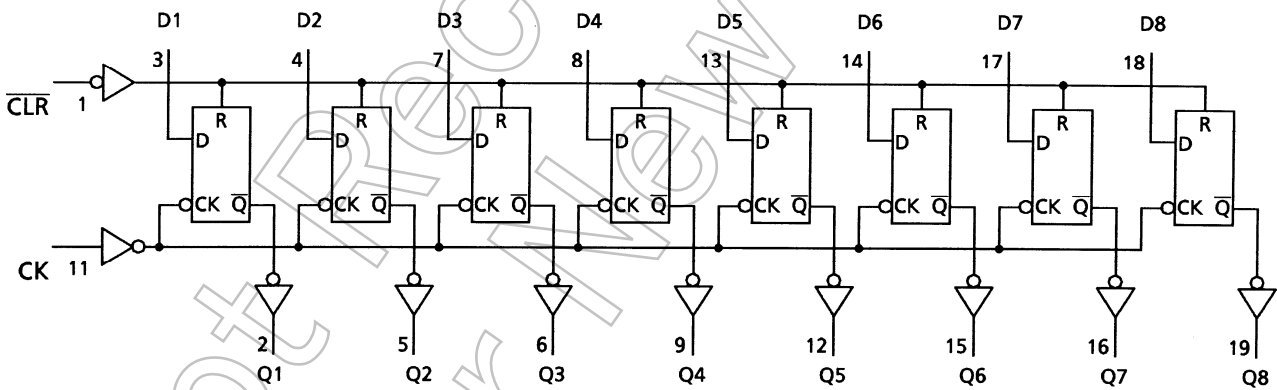 D1 D2 D3 D4 D5 D6 D7 D8
3 4 7 8 13 14 17 18
C̅L̅R̅ 1
R R R R R R R R
D D D D D D D D
CK Q̅ CK Q̅ CK Q̅ CK Q̅ CK Q̅ CK Q̅ CK Q̅ CK Q̅
CK 11
2 5 6 9 12 15 16 19
Q1 Q2 Q3 Q4 Q5 Q6 Q7 Q8